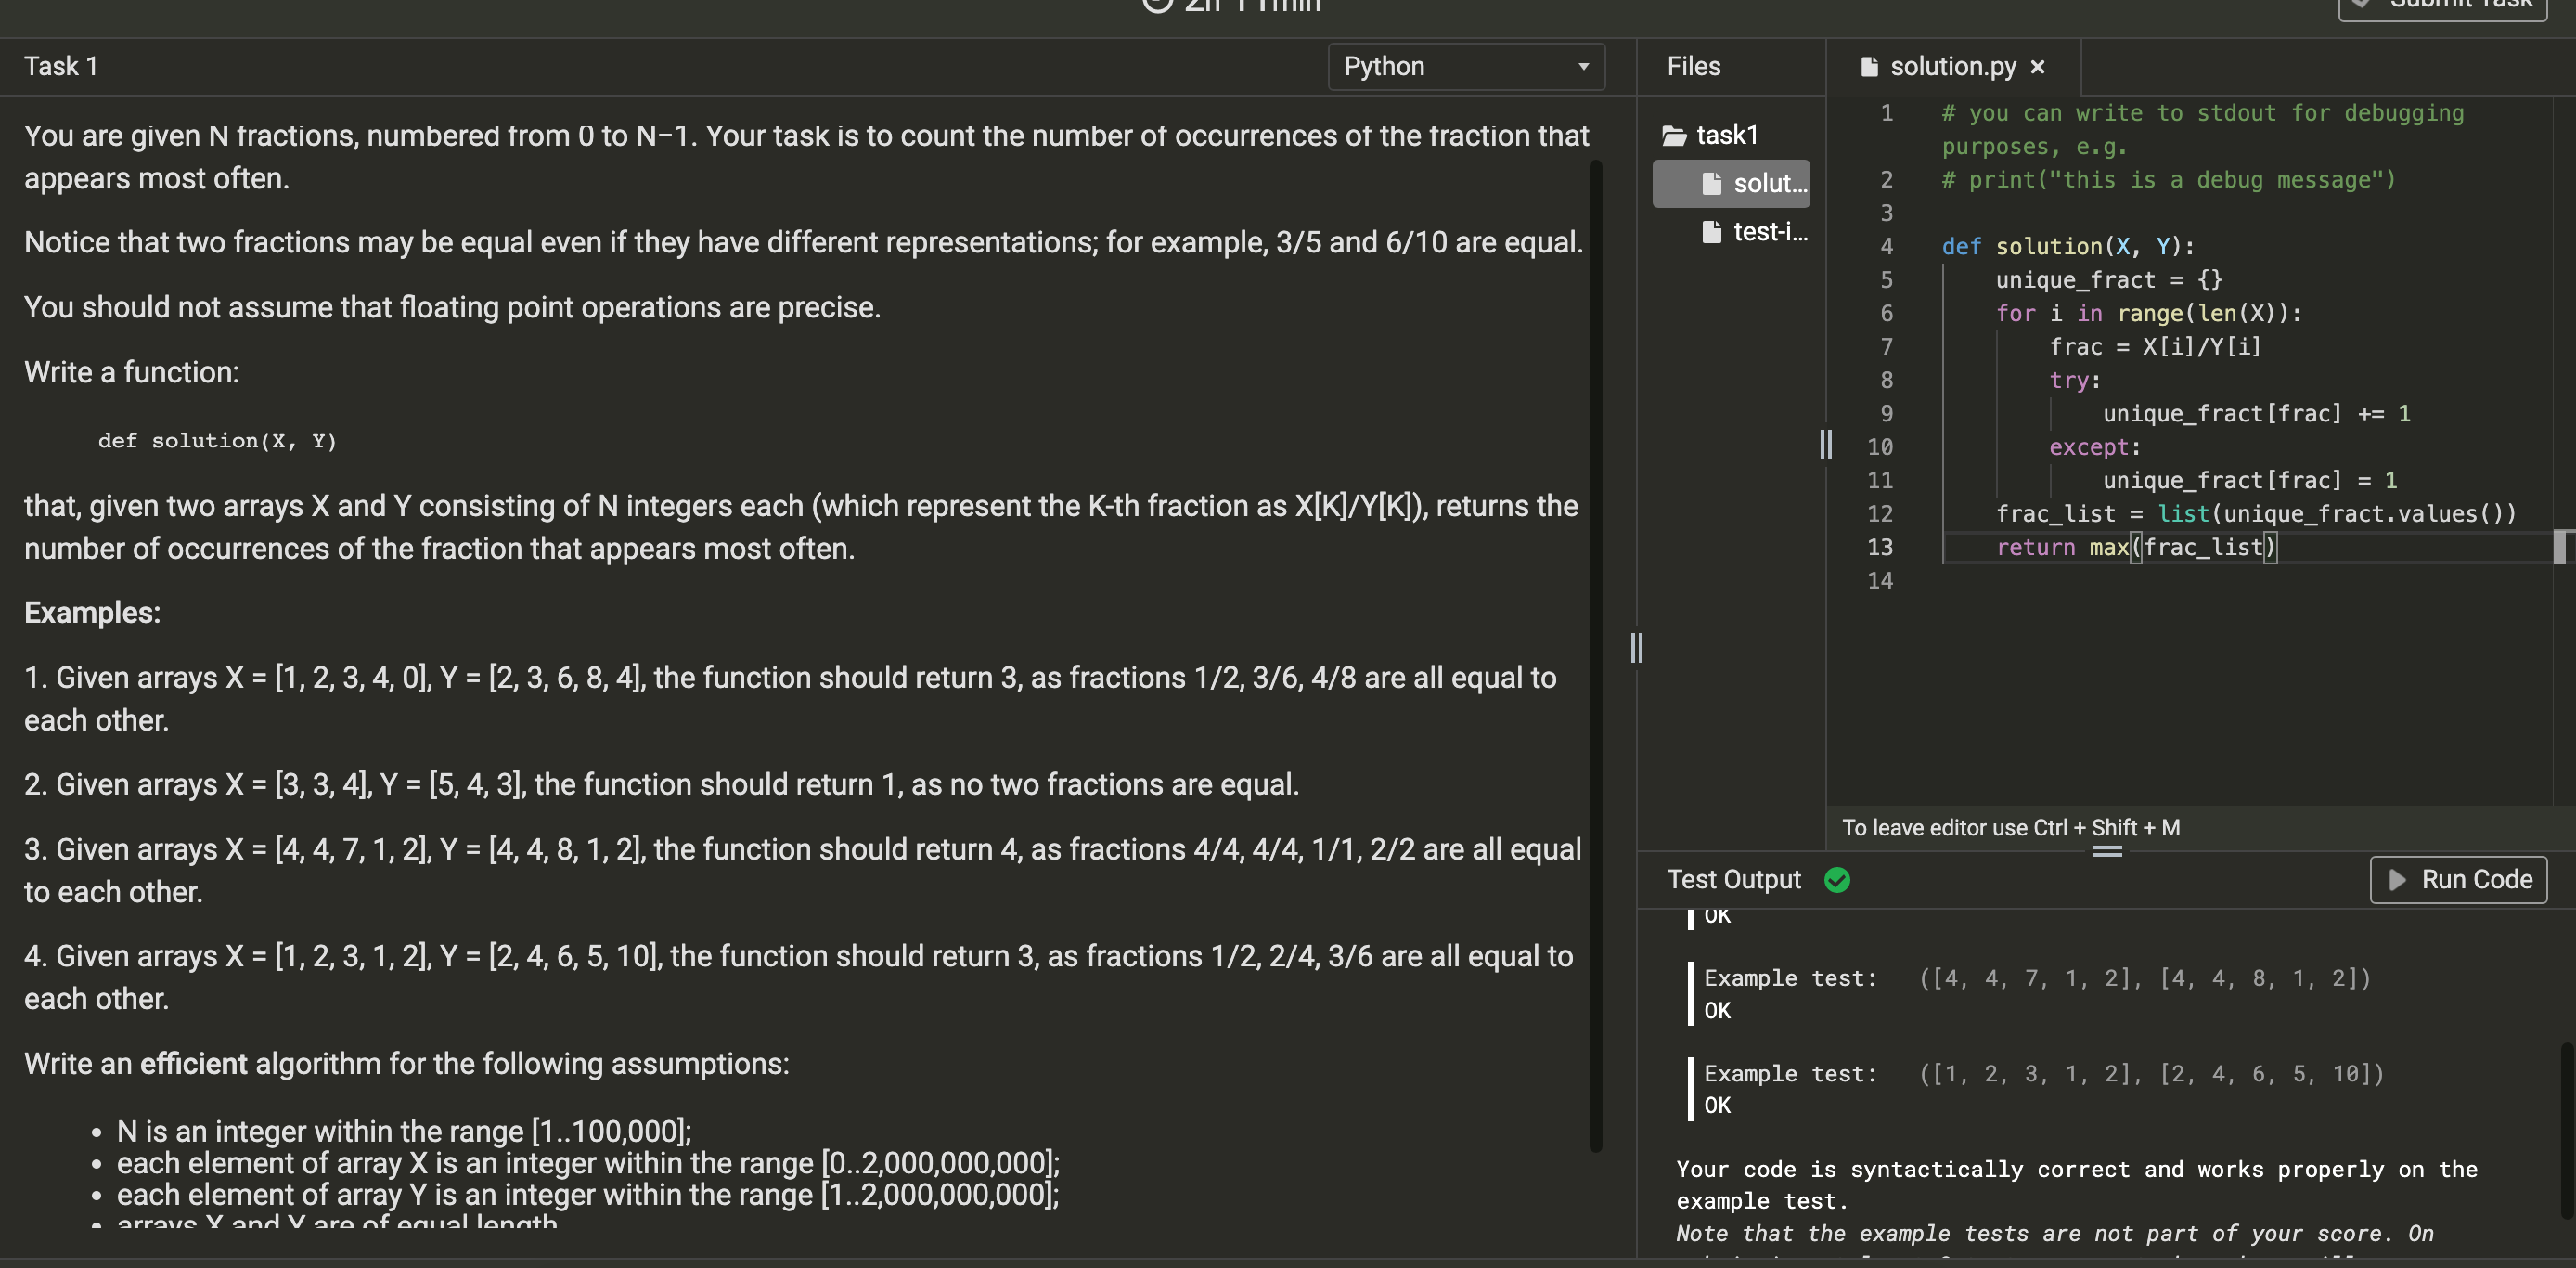 2h 11min
Submit Task
Task 1
Python
You are given N fractions, numbered from 0 to N−1. Your task is to count the number of occurrences of the fraction that
appears most often.
Notice that two fractions may be equal even if they have different representations; for example, 3/5 and 6/10 are equal.
You should not assume that floating point operations are precise.
Write a function:
def solution(X, Y)
that, given two arrays X and Y consisting of N integers each (which represent the K-th fraction as X[K]/Y[K]), returns the
number of occurrences of the fraction that appears most often.
Examples:
1. Given arrays X = [1, 2, 3, 4, 0], Y = [2, 3, 6, 8, 4], the function should return 3, as fractions 1/2, 3/6, 4/8 are all equal to
each other.
2. Given arrays X = [3, 3, 4], Y = [5, 4, 3], the function should return 1, as no two fractions are equal.
3. Given arrays X = [4, 4, 7, 1, 2], Y = [4, 4, 8, 1, 2], the function should return 4, as fractions 4/4, 4/4, 1/1, 2/2 are all equal
to each other.
4. Given arrays X = [1, 2, 3, 1, 2], Y = [2, 4, 6, 5, 10], the function should return 3, as fractions 1/2, 2/4, 3/6 are all equal to
each other.
Write an efficient algorithm for the following assumptions:
• N is an integer within the range [1..100,000];
• each element of array X is an integer within the range [0..2,000,000,000];
• each element of array Y is an integer within the range [1..2,000,000,000];
• arrays X and Y are of equal length
Files
task1
solut...
test-i...
solution.py ×
1 # you can write to stdout for debugging
purposes, e.g.
2 # print("this is a debug message")
3
4 def solution(X, Y):
5 unique_fract = {}
6 for i in range(len(X)):
7 frac = X[i]/Y[i]
8 try:
9 unique_fract[frac] += 1
10 except:
11 unique_fract[frac] = 1
12 frac_list = list(unique_fract.values())
13 return max(frac_list)
14
To leave editor use Ctrl + Shift + M
Test Output
Run Code
OK
Example test: ([4, 4, 7, 1, 2], [4, 4, 8, 1, 2])
OK
Example test: ([1, 2, 3, 1, 2], [2, 4, 6, 5, 10])
OK
Your code is syntactically correct and works properly on the
example test.
Note that the example tests are not part of your score. On